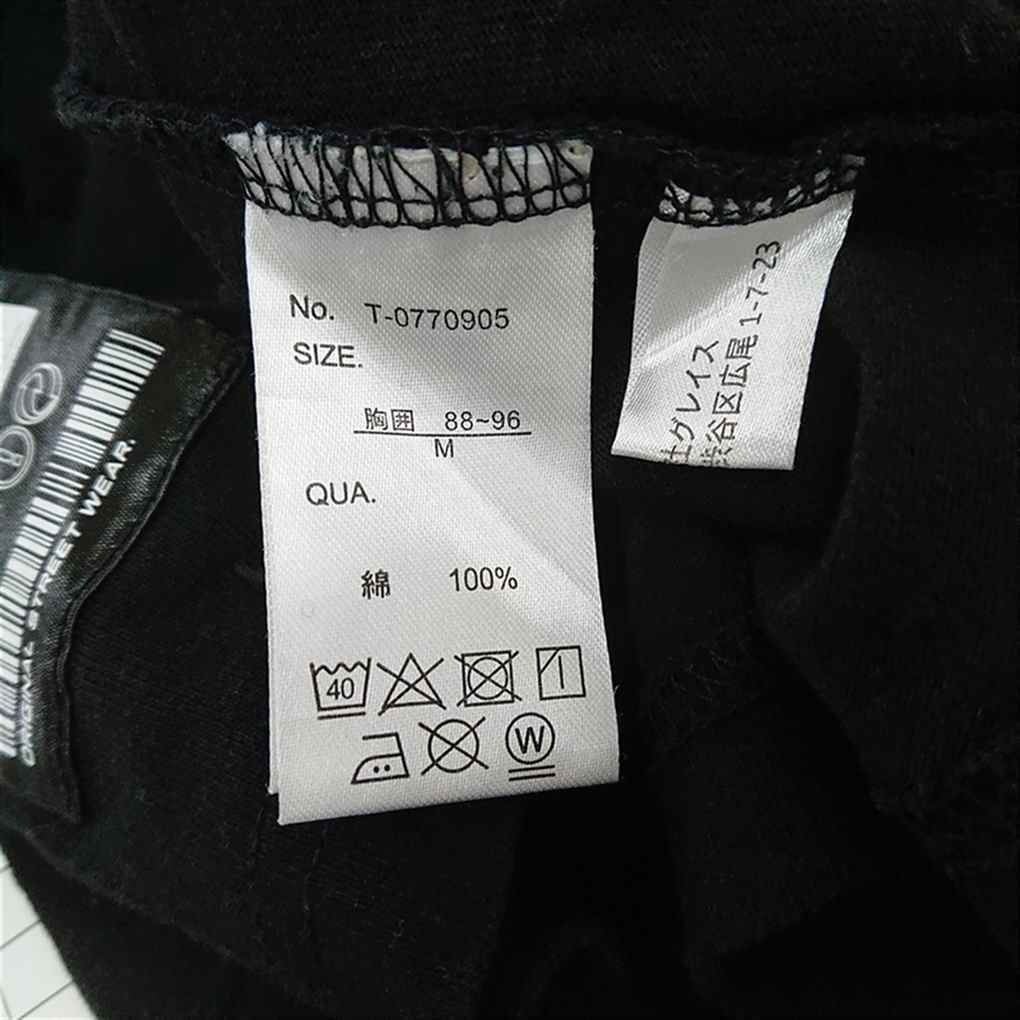 No. T-0770905
SIZE.
胸囲 88~96
M
QUA.
綿 100%
40
W
グレイス
渋谷区広尾1-7-23
ORIGINAL STREET WEAR.